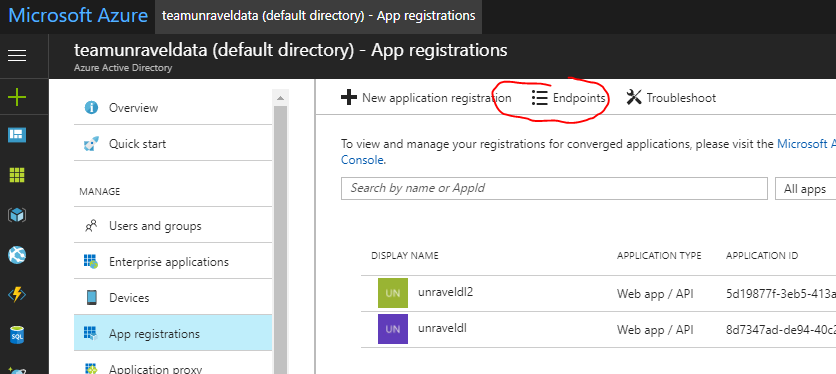 Microsoft Azure teamunraveldata (default directory) - App registrations
teamunraveldata (default directory) - App registrations
Azure Active Directory
Overview
Quick start
MANAGE
Users and groups
Enterprise applications
Devices
App registrations
Application proxy
New application registration Endpoints Troubleshoot
To view and manage your registrations for converged applications, please visit the Microsoft A
Console.
Search by name or AppId All apps
DISPLAY NAME APPLICATION TYPE APPLICATION ID
UN unraveldl2 Web app / API 5d19877f-3eb5-413a
UN unraveldl Web app / API 8d7347ad-de94-40c2
SQL